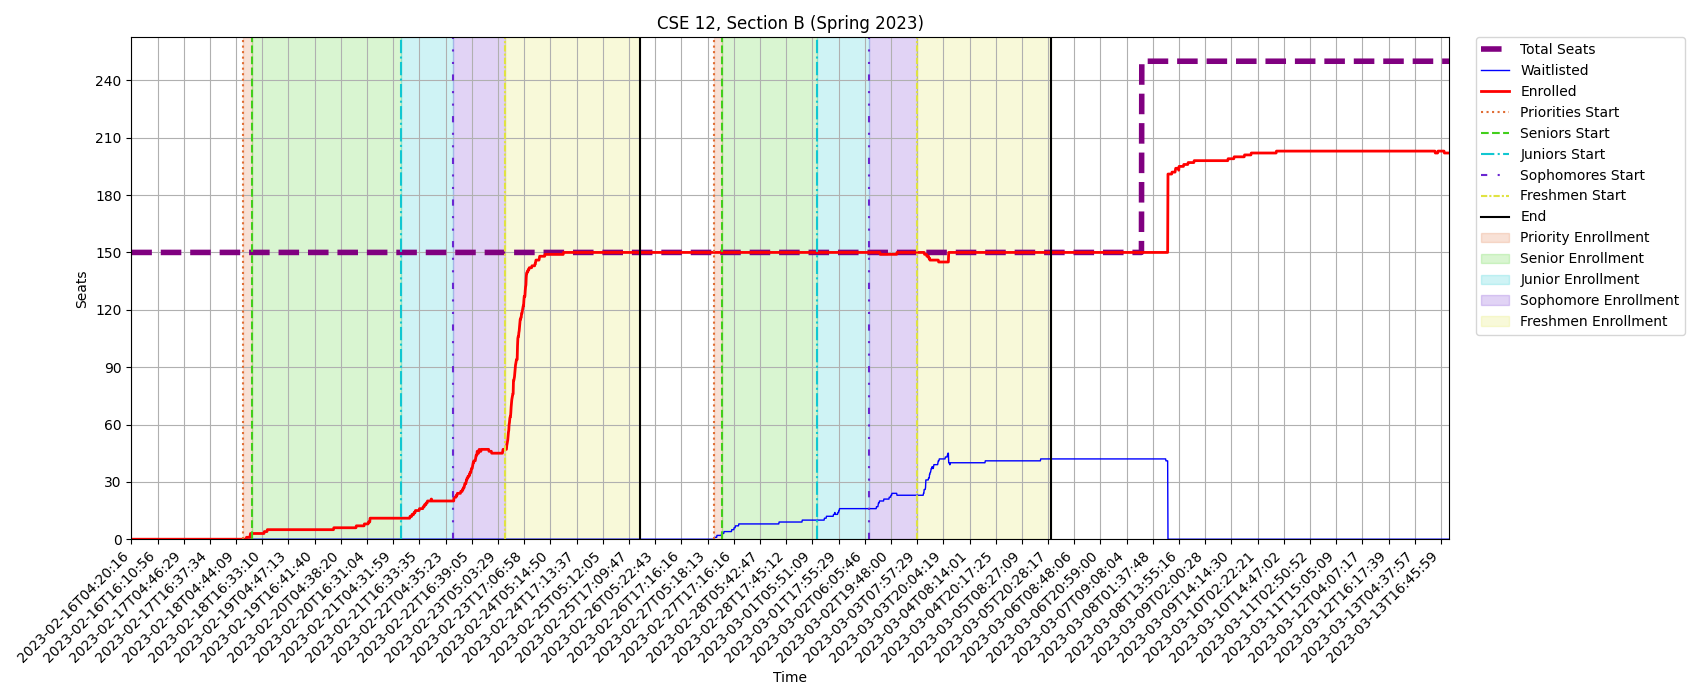 CSE 12, Section B (Spring 2023)
Seats
240
210
180
150
120
90
60
30
0
2023-02-16T04:20:16
2023-02-16T16:10:56
2023-02-17T04:46:29
2023-02-17T16:37:34
2023-02-18T04:44:09
2023-02-18T16:33:10
2023-02-19T04:47:13
2023-02-19T16:41:40
2023-02-20T04:38:20
2023-02-20T16:31:04
2023-02-21T04:31:59
2023-02-21T16:33:35
2023-02-22T04:35:23
2023-02-22T16:39:05
2023-02-23T05:03:29
2023-02-23T17:06:58
2023-02-24T05:14:50
2023-02-24T17:13:37
2023-02-25T05:12:05
2023-02-25T17:09:47
2023-02-26T05:22:43
2023-02-26T17:16:16
2023-02-27T05:18:13
2023-02-27T17:16:16
2023-02-28T05:42:47
2023-02-28T17:45:12
2023-03-01T05:51:09
2023-03-01T17:55:29
2023-03-02T06:05:46
2023-03-02T19:48:00
2023-03-03T07:57:29
2023-03-03T20:04:19
2023-03-04T08:14:01
2023-03-04T20:17:25
2023-03-05T08:27:09
2023-03-05T20:28:17
2023-03-06T08:48:06
2023-03-06T20:59:00
2023-03-07T09:08:04
2023-03-08T01:37:48
2023-03-08T13:55:16
2023-03-09T02:00:28
2023-03-09T14:14:30
2023-03-10T02:22:21
2023-03-10T14:47:02
2023-03-11T02:50:52
2023-03-11T15:05:09
2023-03-12T04:07:17
2023-03-12T16:17:39
2023-03-13T04:37:57
2023-03-13T16:45:59
Time
Total Seats
Waitlisted
Enrolled
Priorities Start
Seniors Start
Juniors Start
Sophomores Start
Freshmen Start
End
Priority Enrollment
Senior Enrollment
Junior Enrollment
Sophomore Enrollment
Freshmen Enrollment